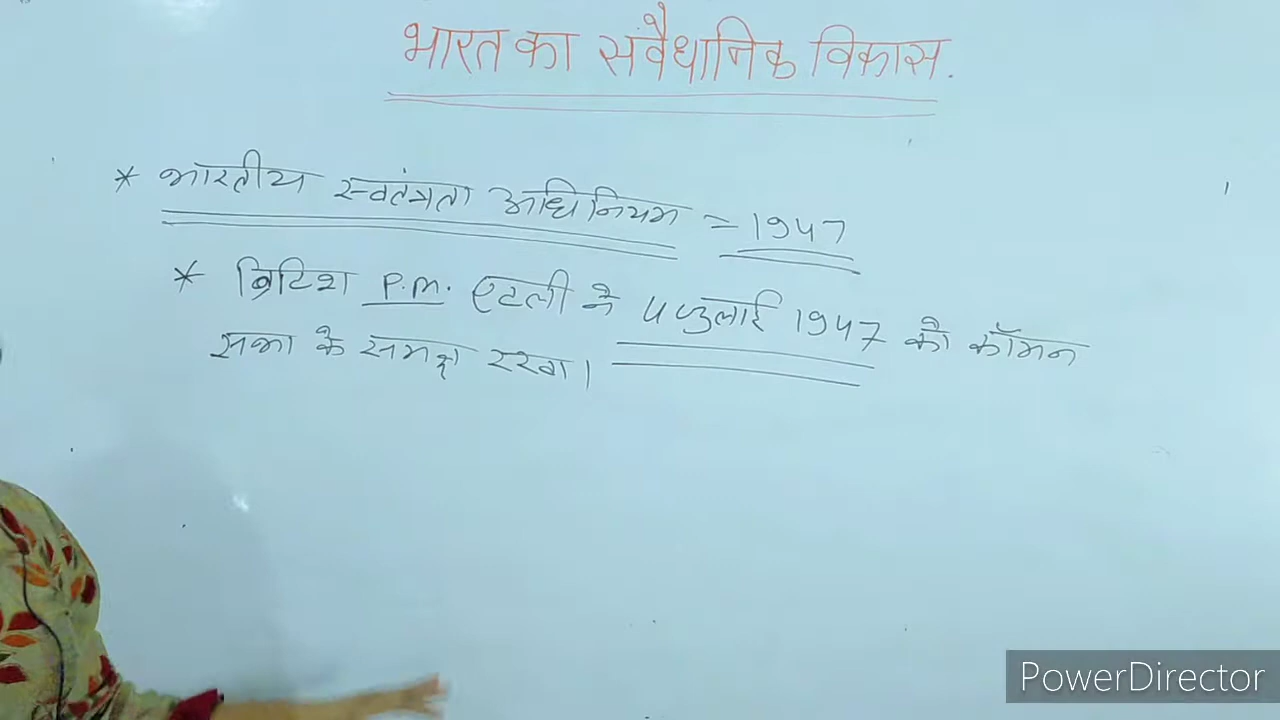 भारत का संवैधानिक विकास.
* भारतीय स्वतंत्रता अधिनियम = 1947
* ब्रिटिश P.M. एटली ने 4 जुलाई 1947 को कॉमन
सभा के समक्ष रखा।
PowerDirector